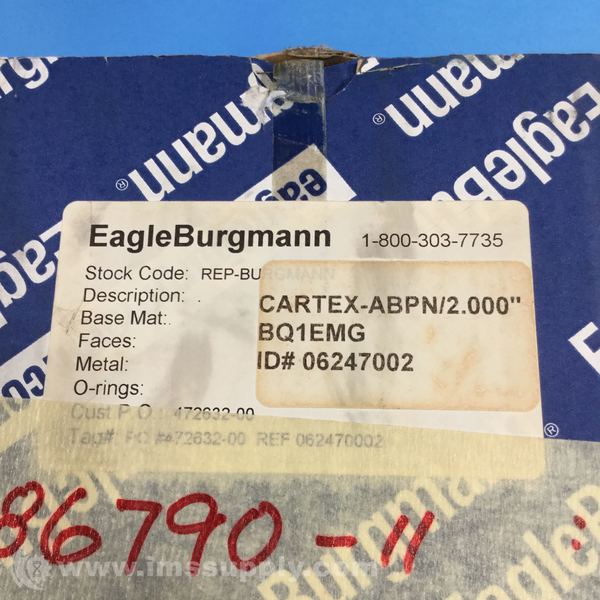 EagleBurgmann 1-800-303-7735
Stock Code: REP-BURGMANN
Description: .
Base Mat:.
Faces:
Metal:
O-rings:
Cust P.O.: 472632-00
Tag#: PO #472632-00 REF 062470002
CARTEX-ABPN/2.000"
BQ1EMG
ID# 06247002
86790-11
EagleBurgmann
www.imssupply.com